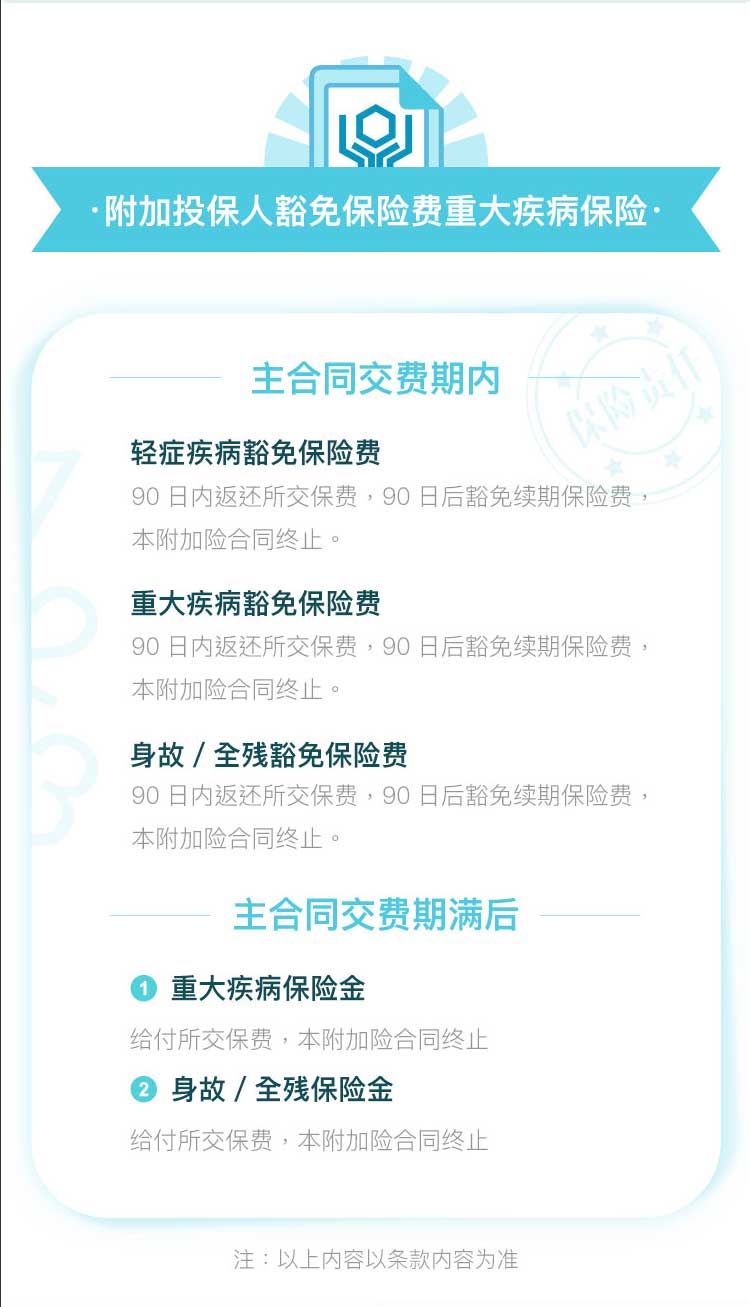 ·附加投保人豁免保险费重大疾病保险·
保险责任
主合同交费期内
轻症疾病豁免保险费
90 日内返还所交保费，90 日后豁免续期保险费，
本附加险合同终止。
重大疾病豁免保险费
90 日内返还所交保费，90 日后豁免续期保险费，
本附加险合同终止。
身故 / 全残豁免保险费
90 日内返还所交保费，90 日后豁免续期保险费，
本附加险合同终止。
主合同交费期满后
1 重大疾病保险金
给付所交保费，本附加险合同终止
2 身故 / 全残保险金
给付所交保费，本附加险合同终止
注：以上内容以条款内容为准